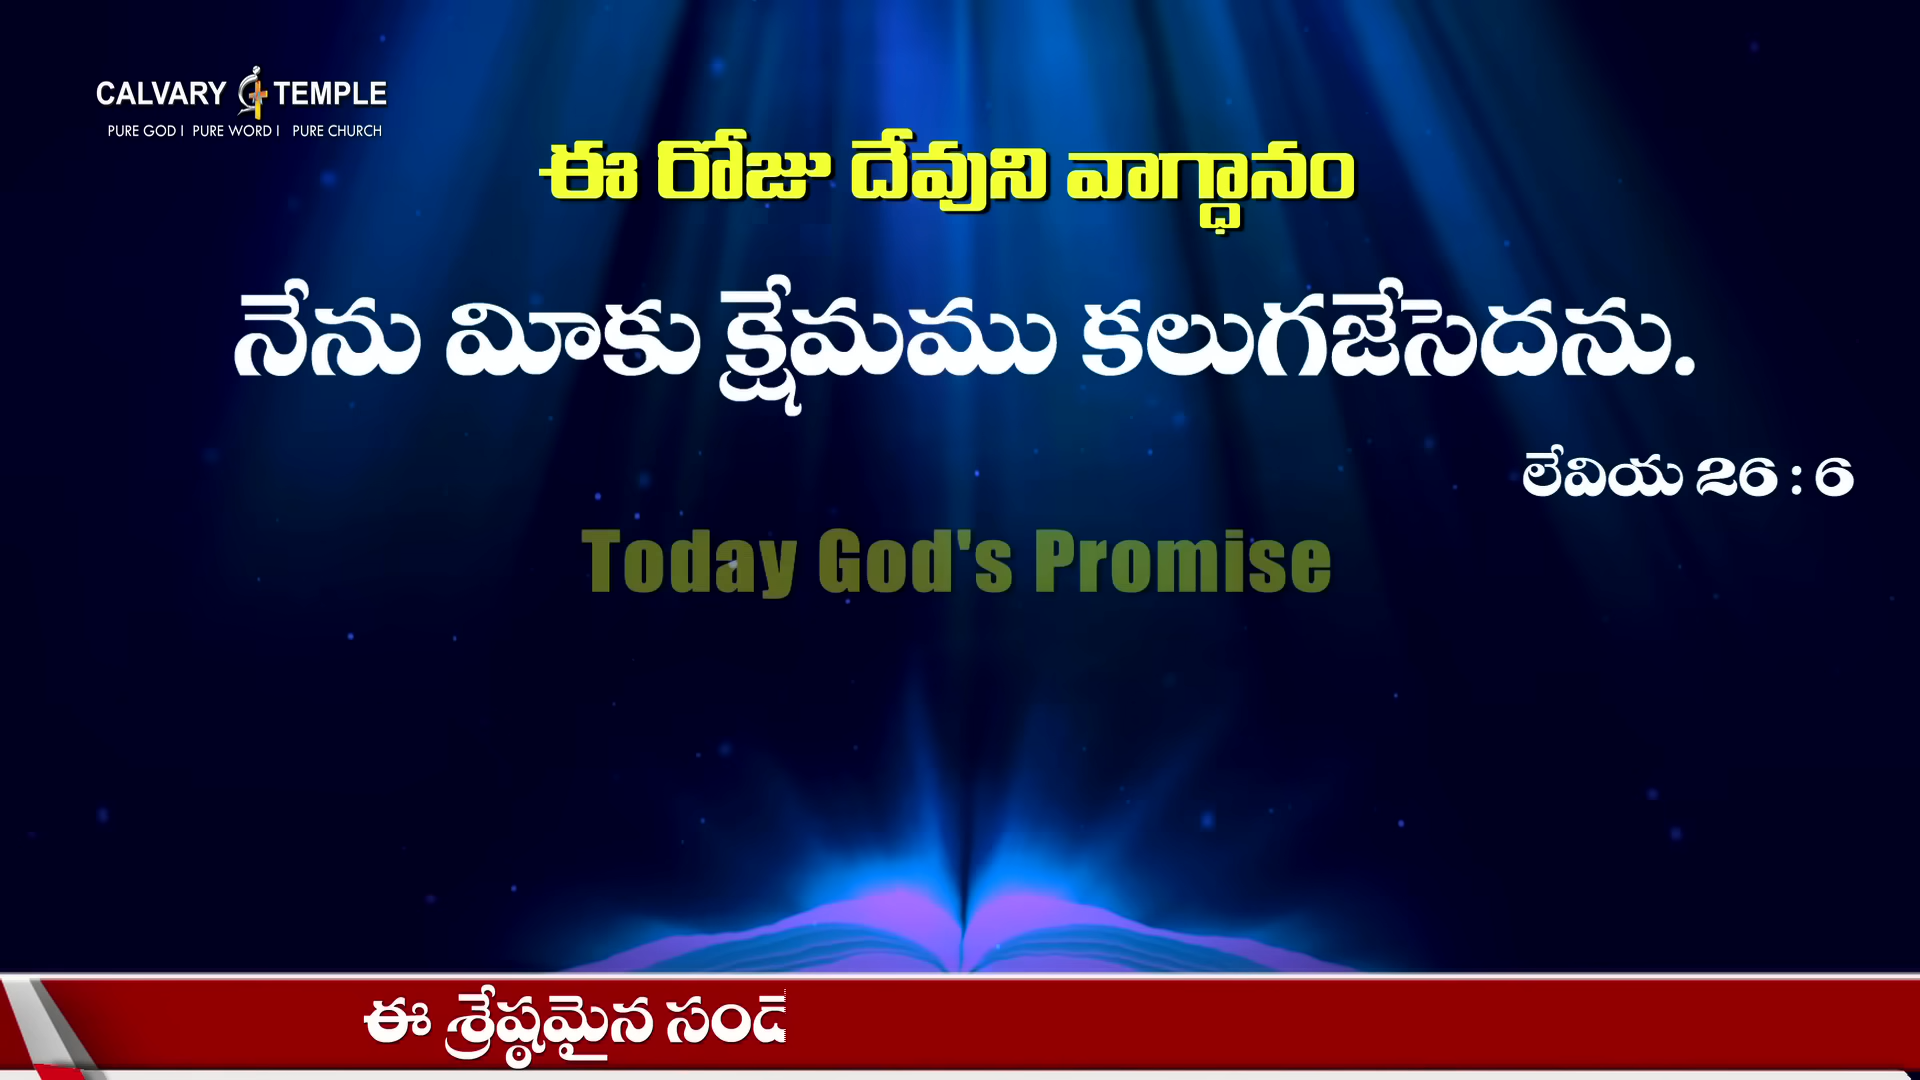 CALVARY TEMPLE
PURE GOD I PURE WORD I PURE CHURCH
ఈ రోజు దేవుని వాగ్ధానం
నేను మీకు క్షేమము కలుగజేసెదను.
లేవియ 26 : 6
Today God's Promise
ఈ శ్రేష్ఠమైన